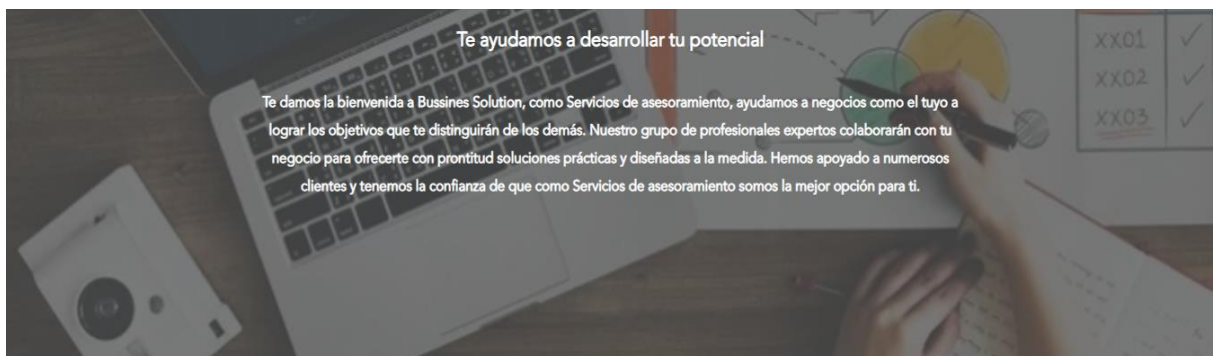 Te ayudamos a desarrollar tu potencial
XX01
XX02
XX03
Te damos la bienvenida a Bussines Solution, como Servicios de asesoramiento, ayudamos a negocios como el tuyo a
lograr los objetivos que te distinguirán de los demás. Nuestro grupo de profesionales expertos colaborarán con tu
negocio para ofrecerte con prontitud soluciones prácticas y diseñadas a la medida. Hemos apoyado a numerosos
clientes y tenemos la confianza de que como Servicios de asesoramiento somos la mejor opción para ti.